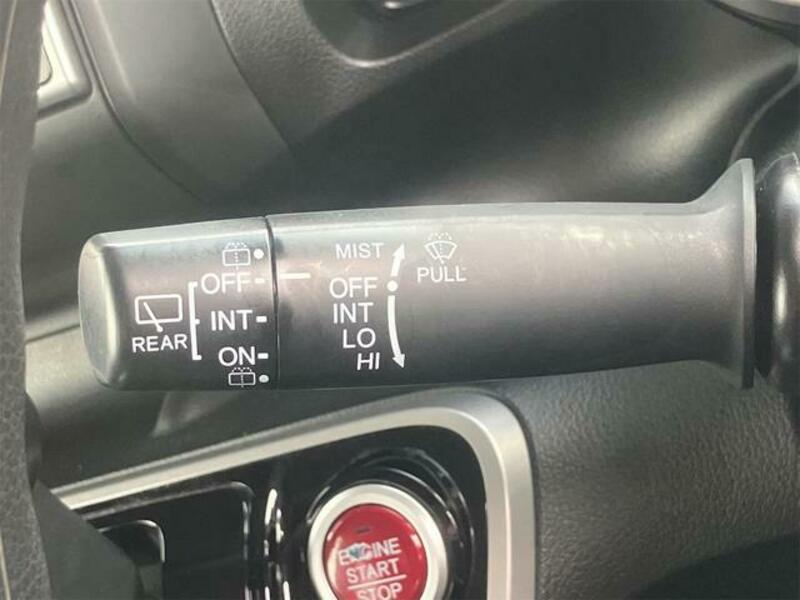 OFF
INT
ON
REAR
MIST
OFF
INT
LO
HI
PULL
ENGINE
START
STOP